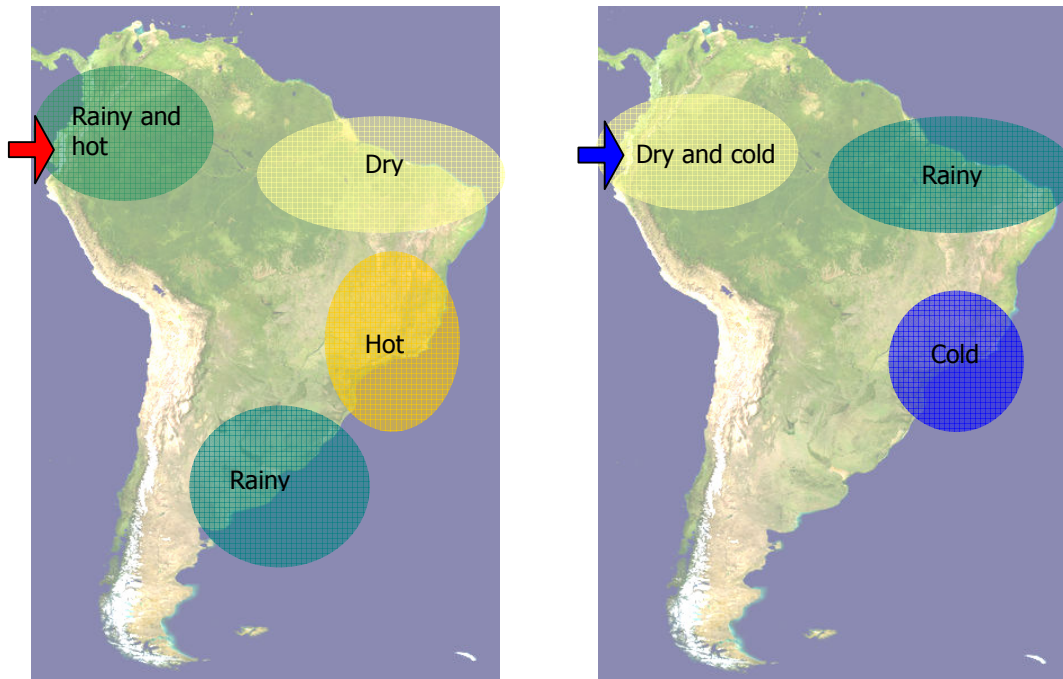 Rainy and
hot
Dry
Hot
Rainy
Dry and cold
Rainy
Cold